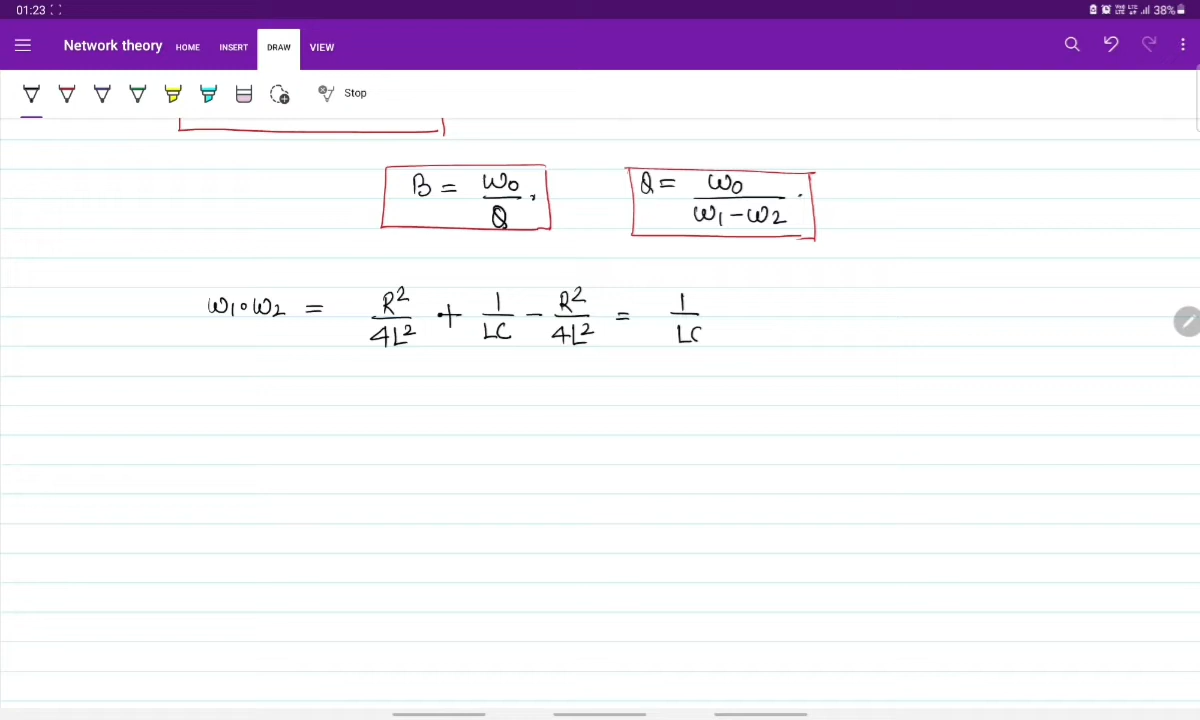 01:23 38%
Network theory HOME INSERT DRAW VIEW
Stop
B = ω₀/Q , Q = ω₀/(ω₁-ω₂) .
ω₁∘ω₂ = R²/4L² + 1/LC - R²/4L² = 1/LC